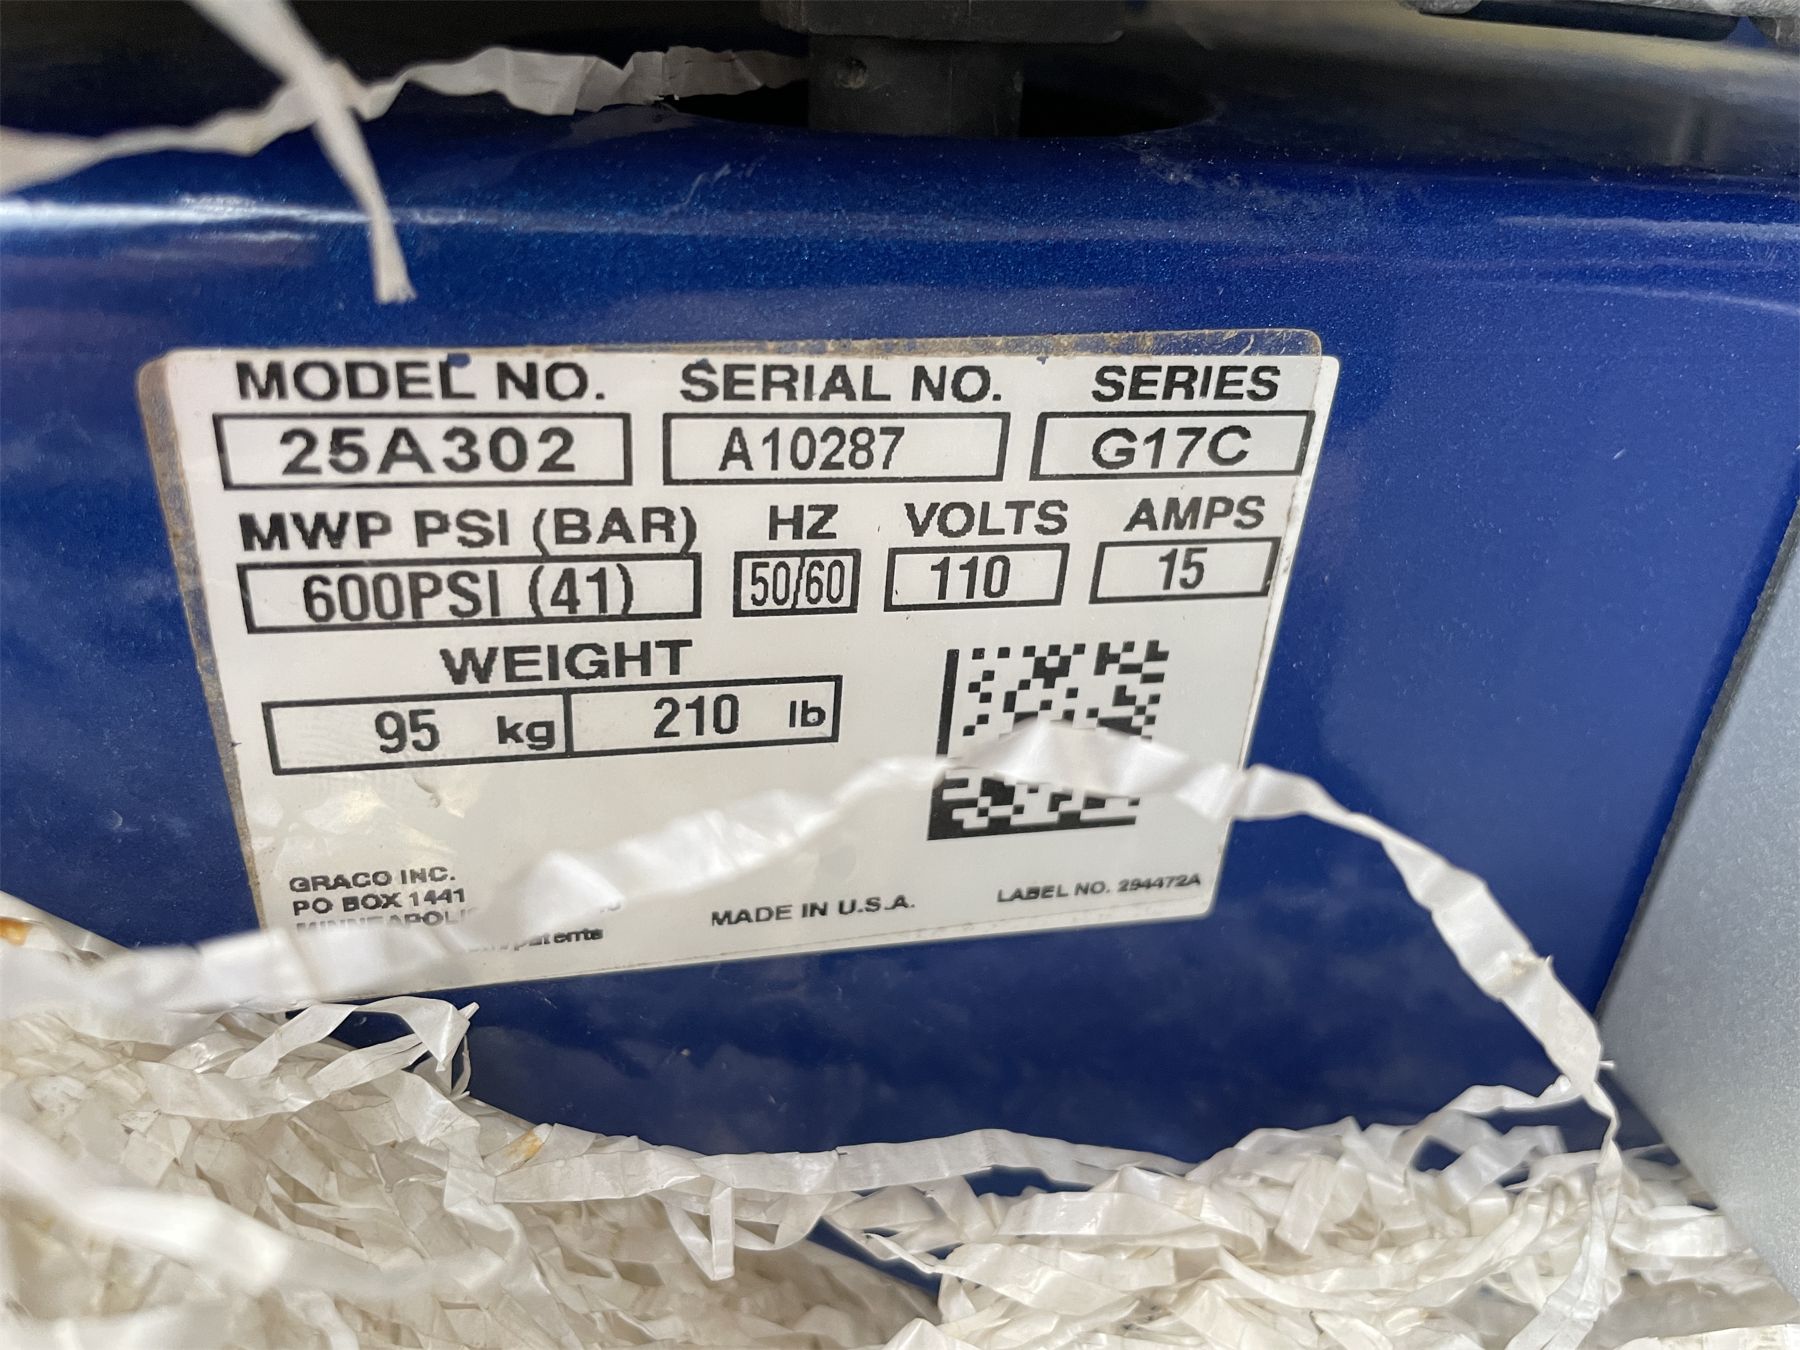 MODEL NO. SERIAL NO. SERIES
25A302 A10287 G17C
MWP PSI (BAR) HZ VOLTS AMPS
600PSI (41) 50/60 110 15
WEIGHT
95 kg 210 lb
GRACO INC.
PO BOX 1441
MADE IN U.S.A.
LABEL NO. 294472A
patents